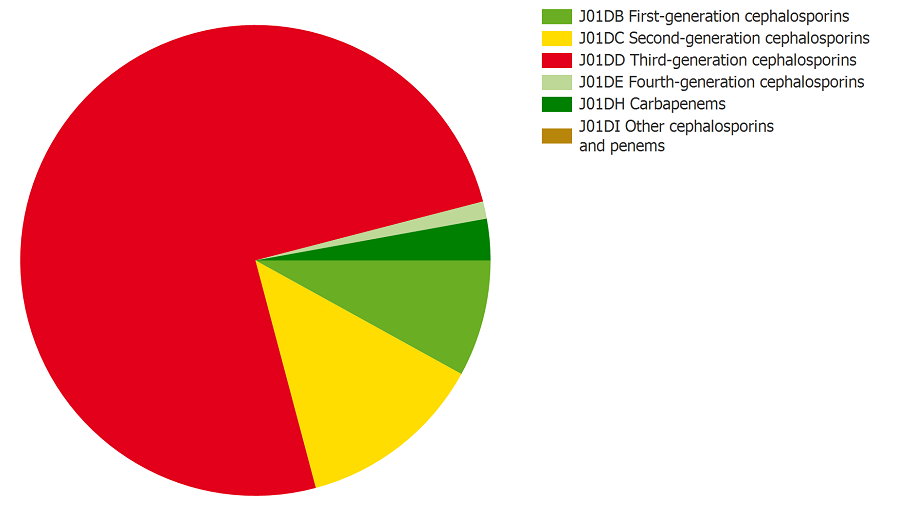 J01DB First-generation cephalosporins
J01DC Second-generation cephalosporins
J01DD Third-generation cephalosporins
J01DE Fourth-generation cephalosporins
J01DH Carbapenems
J01DI Other cephalosporins
and penems